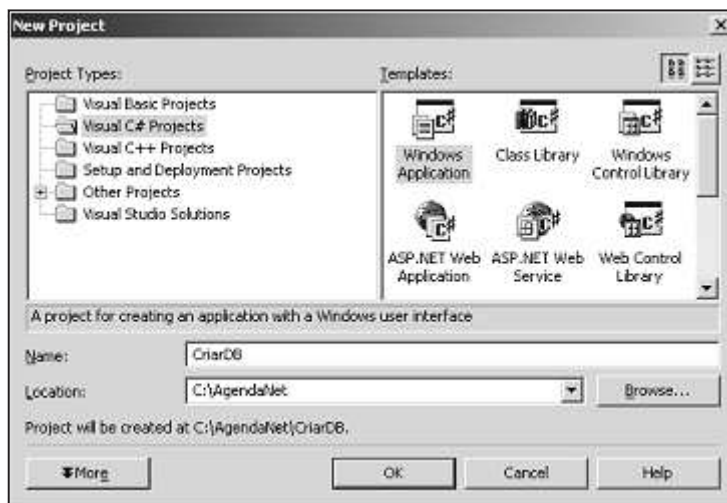 New Project
Project Types:
Templates:
Visual Basic Projects
Visual C# Projects
Visual C++ Projects
Setup and Deployment Projects
Other Projects
Visual Studio Solutions
Windows Application
Class Library
Windows Control Library
ASP.NET Web Application
ASP.NET Web Service
Web Control Library
A project for creating an application with a Windows user interface
Name:
CriarDB
Location:
C:\AgendaNet
Browse...
Project will be created at C:\AgendaNet\CriarDB.
More
OK
Cancel
Help